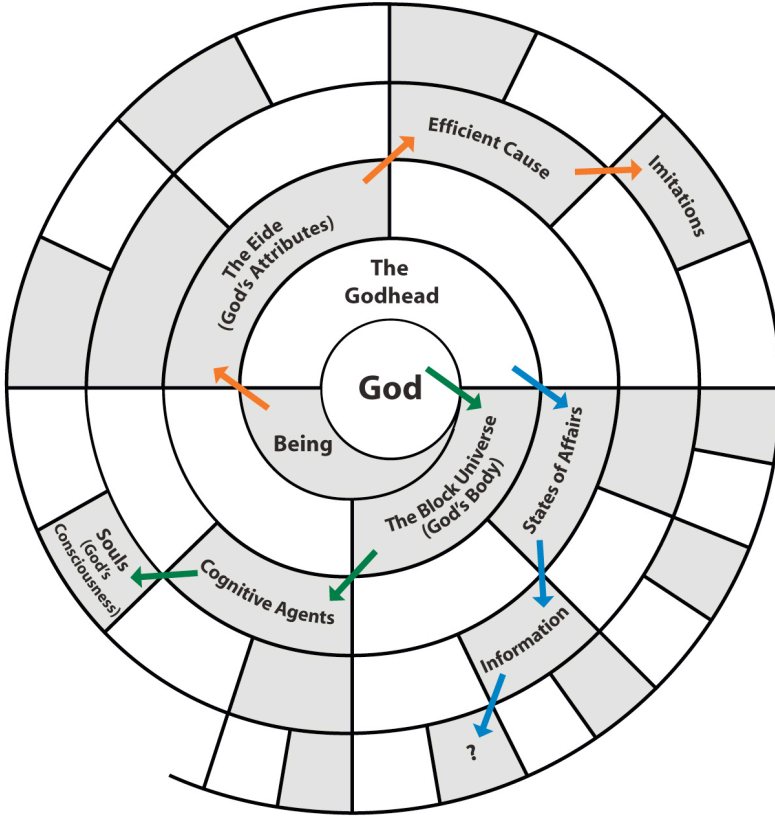 Efficient Cause
Imitations
The Eide
(God's Attributes)
The
Godhead
God
Being
The Block Universe
(God's Body)
States of Affairs
Souls
(God's
Consciousness)
Cognitive Agents
Information
?